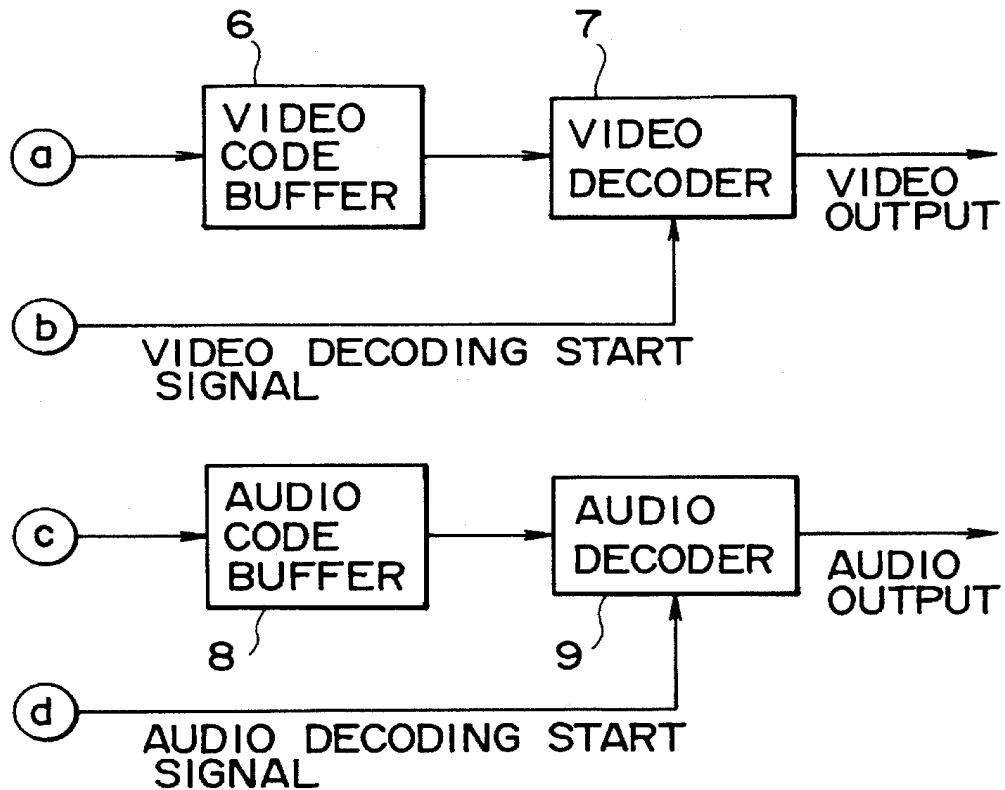 6
7
a
VIDEO
CODE
BUFFER
VIDEO
DECODER
VIDEO
OUTPUT
b
VIDEO DECODING START
SIGNAL
c
AUDIO
CODE
BUFFER
AUDIO
DECODER
AUDIO
OUTPUT
8
9
d
AUDIO DECODING START
SIGNAL